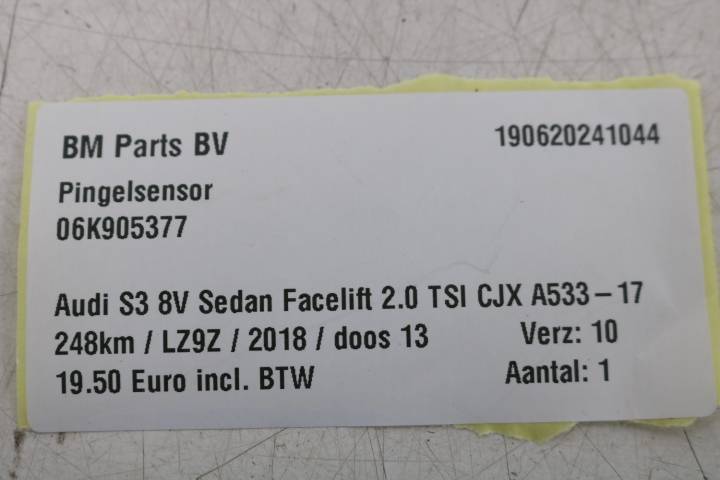 BM Parts BV 190620241044
Pingelsensor
06K905377
Audi S3 8V Sedan Facelift 2.0 TSI CJX A533-17
248km / LZ9Z / 2018 / doos 13 Verz: 10
19.50 Euro incl. BTW Aantal: 1